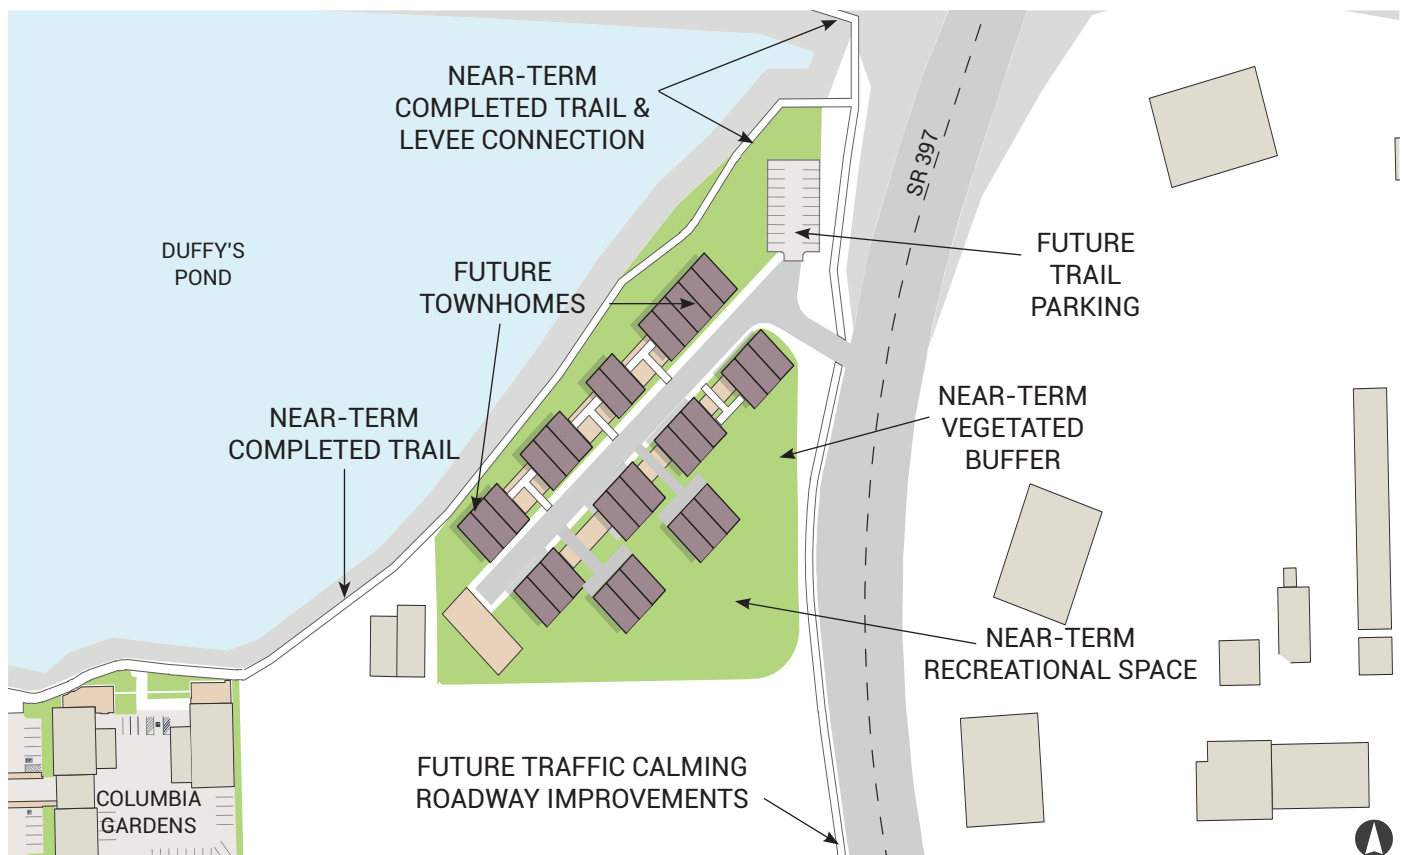 NEAR-TERM
COMPLETED TRAIL &
LEVEE CONNECTION
SR 397
DUFFY'S
POND
FUTURE
TRAIL
PARKING
FUTURE
TOWNHOMES
NEAR-TERM
VEGETATED
BUFFER
NEAR-TERM
COMPLETED TRAIL
NEAR-TERM
RECREATIONAL SPACE
FUTURE TRAFFIC CALMING
ROADWAY IMPROVEMENTS
COLUMBIA
GARDENS